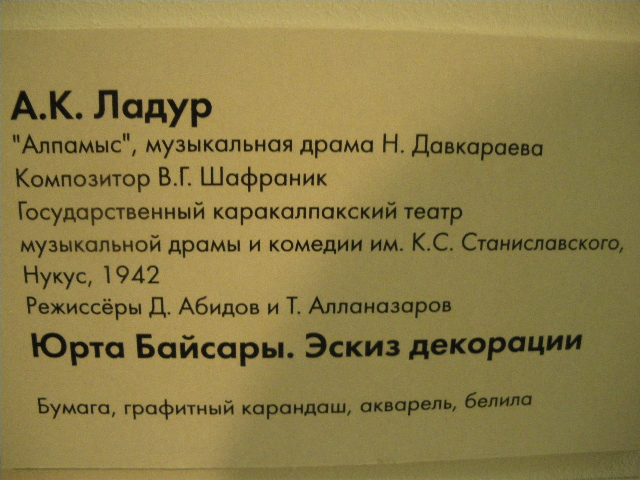 А.К. Ладур
"Алпамыс", музыкальная драма Н. Давкараева
Композитор В.Г. Шафраник
Государственный каракалпакский театр
музыкальной драмы и комедии им. К.С. Станиславского,
Нукус, 1942
Режиссёры Д. Абидов и Т. Алланазаров
Юрта Байсары. Эскиз декорации
Бумага, графитный карандаш, акварель, белила